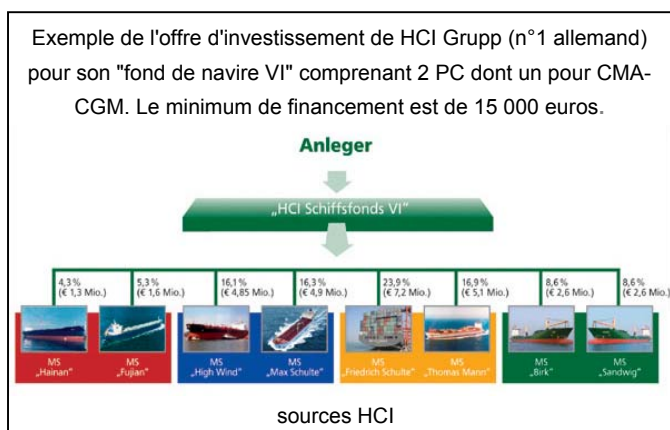 Exemple de l'offre d'investissement de HCI Grupp (n°1 allemand)
pour son "fond de navire VI" comprenant 2 PC dont un pour CMA-
CGM. Le minimum de financement est de 15 000 euros.
Anleger
„HCI Schiffsfonds VI“
4,3% 5,3% 16,1% 16,3% 23,9% 16,9% 8,6% 8,6%
(€ 1,3 Mio.) (€ 1,6 Mio.) (€ 4,85 Mio.) (€ 4,9 Mio.) (€ 7,2 Mio.) (€ 5,1 Mio.) (€ 2,6 Mio.) (€ 2,6 Mio.)
MS MS MS MS MS MS MS MS
„Hainan“ „Fujian“ „High Wind“ „Max Schulte“ „Friedrich Schulte“ „Thomas Mann“ „Birk“ „Sandwig“
sources HCI